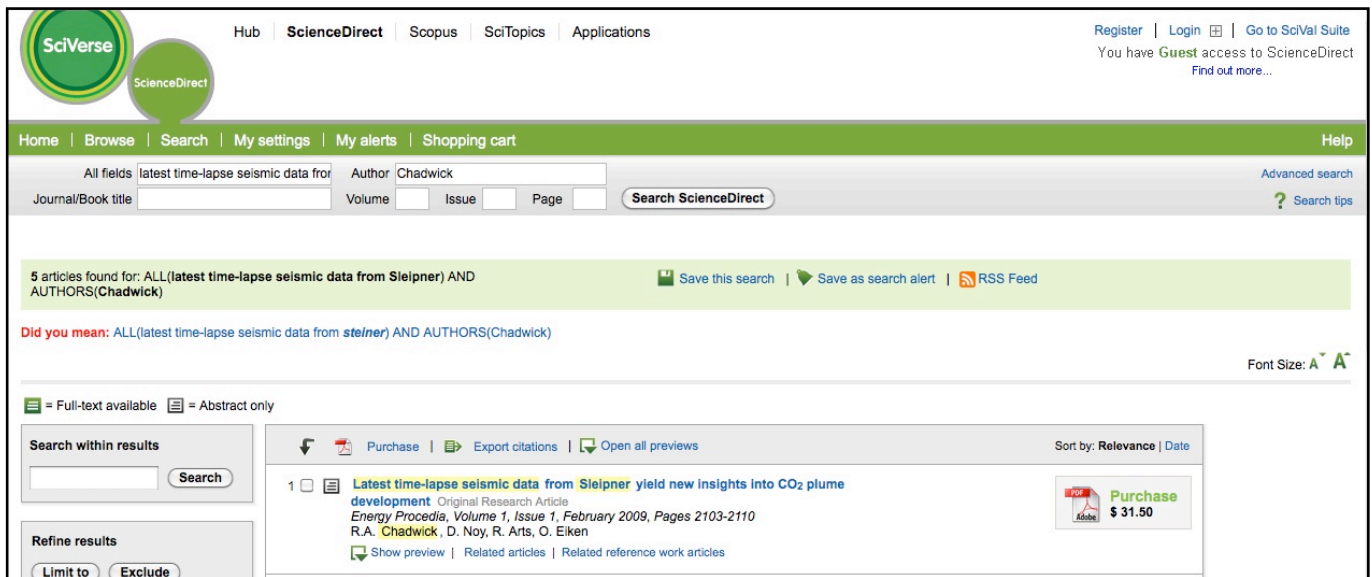 SciVerse
ScienceDirect
Hub ScienceDirect Scopus SciTopics Applications
Register | Login | Go to SciVal Suite
You have Guest access to ScienceDirect
Find out more...
Home | Browse | Search | My settings | My alerts | Shopping cart Help
All fields latest time-lapse seismic data fror Author Chadwick Advanced search
Journal/Book title Volume Issue Page Search ScienceDirect ? Search tips
5 articles found for: ALL(latest time-lapse seismic data from Sleipner) AND
AUTHORS(Chadwick)
Save this search | Save as search alert | RSS Feed
Did you mean: ALL(latest time-lapse seismic data from steiner) AND AUTHORS(Chadwick)
Font Size: A A
= Full-text available = Abstract only
Search within results
Search
Refine results
Limit to Exclude
Purchase | Export citations | Open all previews Sort by: Relevance | Date
1 Latest time-lapse seismic data from Sleipner yield new insights into CO2 plume
development Original Research Article
Energy Procedia, Volume 1, Issue 1, February 2009, Pages 2103-2110
R.A. Chadwick, D. Noy, R. Arts, O. Eiken
Show preview | Related articles | Related reference work articles
PDF
Adobe
Purchase
$ 31.50